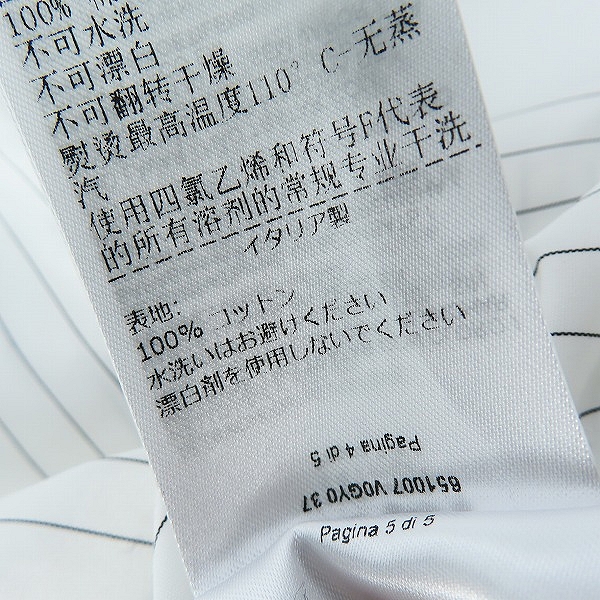 100% 棉
不可水洗
不可漂白
不可翻转干燥
熨烫最高温度110° C-无蒸
汽
使用四氯乙烯和符号F代表
的所有溶剂的常规专业干洗
イタリア製
表地:
100% コットン
水洗いはお避けください
漂白剤を使用しないでください
Pagina 4 di 5
651007 V0GY0 37
Pagina 5 di 5